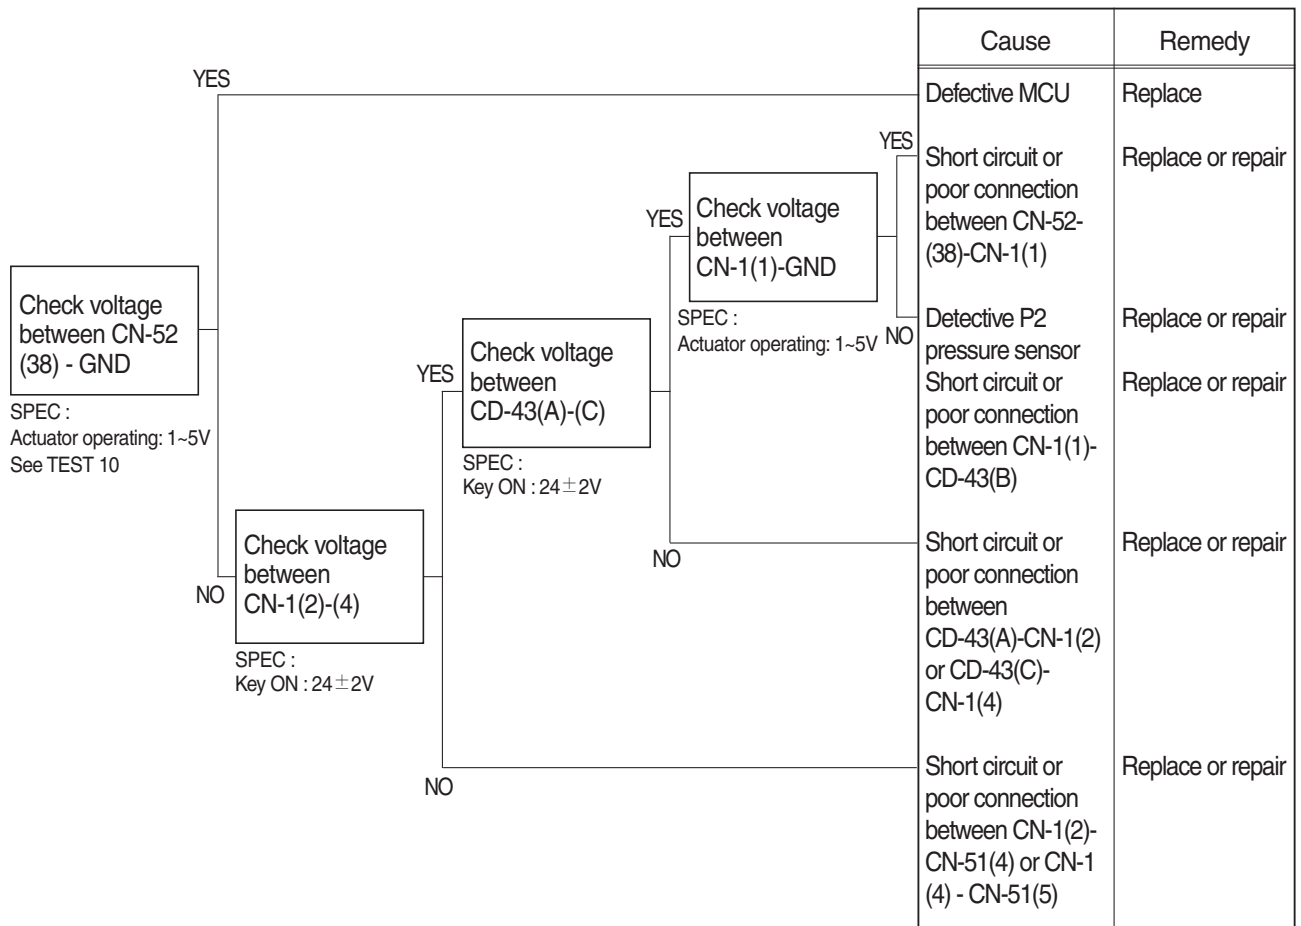 Cause
Remedy
YES
Defective MCU
Replace
YES
Short circuit or
poor connection
between CN-52-
(38)-CN-1(1)
Replace or repair
YES
Check voltage
between
CN-1(1)-GND
SPEC :
Actuator operating: 1~5V
NO
Detective P2
pressure sensor
Replace or repair
Short circuit or
poor connection
between CN-1(1)-
CD-43(B)
Replace or repair
Check voltage
between CN-52
(38) - GND
SPEC :
Actuator operating: 1~5V
See TEST 10
YES
Check voltage
between
CD-43(A)-(C)
SPEC :
Key ON : 24±2V
NO
Short circuit or
poor connection
between
CD-43(A)-CN-1(2)
or CD-43(C)-
CN-1(4)
Replace or repair
NO
Check voltage
between
CN-1(2)-(4)
SPEC :
Key ON : 24±2V
NO
Short circuit or
poor connection
between CN-1(2)-
CN-51(4) or CN-1
(4) - CN-51(5)
Replace or repair